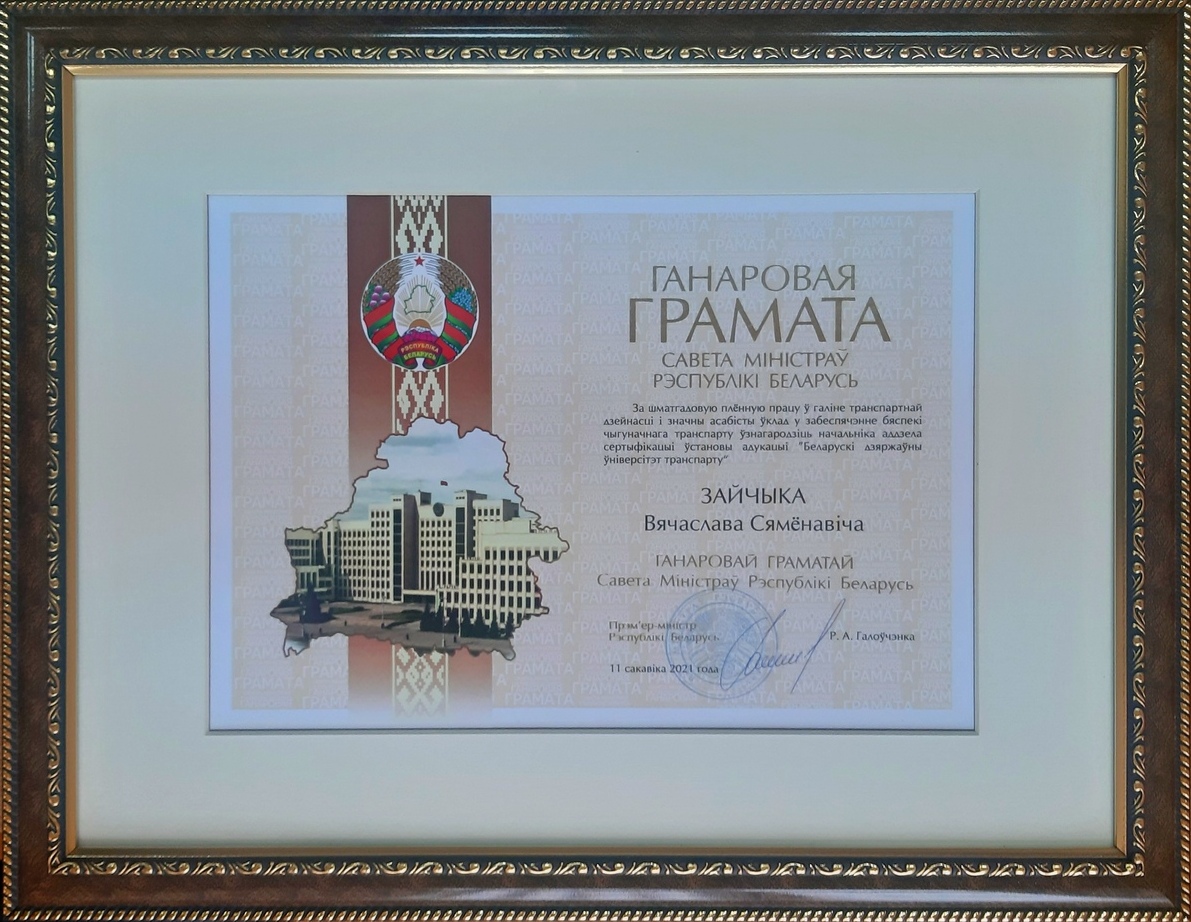 ГАНАРОВАЯ
ГРАМАТА
САВЕТА МІНІСТРАЎ
РЭСПУБЛІКІ БЕЛАРУСЬ
За шматгадовую плённую працу ў галіне транспартнай
дзейнасці і значны асабісты ўклад у забеспячэнне бяспекі
чыгуначнага транспарту ўзнагародзіць начальніка аддзела
сертыфікацыі ўстановы адукацыі "Беларускі дзяржаўны
ўніверсітэт транспарту"
ЗАЙЧЫКА
Вячаслава Сямёнавіча
ГАНАРОВАЙ ГРАМАТАЙ
Савета Міністраў Рэспублікі Беларусь
Прэм'ер-міністр
Рэспублікі Беларусь
Р. А. Галоўчэнка
11 сакавіка 2021 года
РЭСПУБЛІКА
БЕЛАРУСЬ